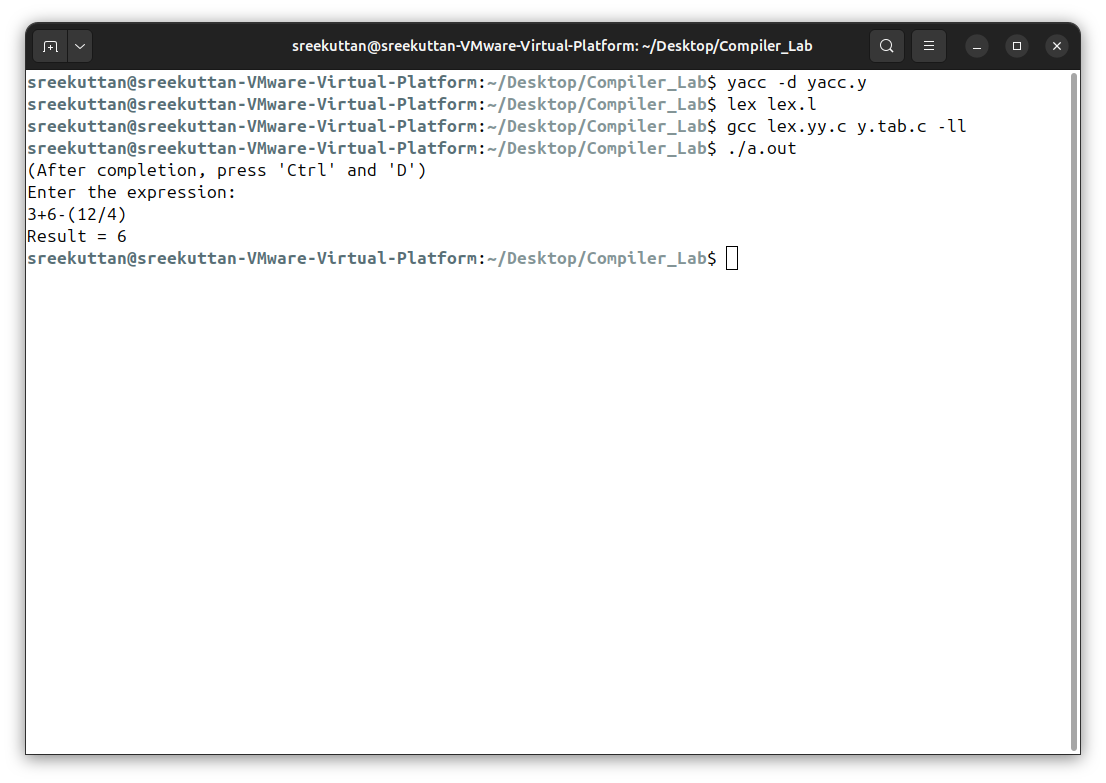 sreekuttan@sreekuttan-VMware-Virtual-Platform: ~/Desktop/Compiler_Lab
sreekuttan@sreekuttan-VMware-Virtual-Platform:~/Desktop/Compiler_Lab$ yacc -d yacc.y
sreekuttan@sreekuttan-VMware-Virtual-Platform:~/Desktop/Compiler_Lab$ lex lex.l
sreekuttan@sreekuttan-VMware-Virtual-Platform:~/Desktop/Compiler_Lab$ gcc lex.yy.c y.tab.c -ll
sreekuttan@sreekuttan-VMware-Virtual-Platform:~/Desktop/Compiler_Lab$ ./a.out
(After completion, press 'Ctrl' and 'D')
Enter the expression:
3+6-(12/4)
Result = 6
sreekuttan@sreekuttan-VMware-Virtual-Platform:~/Desktop/Compiler_Lab$